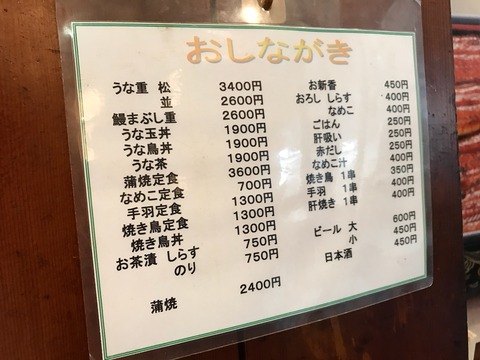 おしながき
うな重 松 3400円
並 2600円
鰻まぶし重 2600円
うな玉丼 1900円
うな鳥丼 1900円
うな茶 1900円
蒲焼定食 3600円
なめこ定食 700円
手羽定食 1300円
焼き鳥定食 1300円
焼き鳥丼 1300円
お茶漬 しらす 750円
のり 750円
蒲焼 2400円
お新香 450円
おろし しらす 400円
なめこ 400円
ごはん 250円
肝吸い 250円
赤だし 250円
なめこ汁 400円
焼き鳥 1串 350円
手羽 1串 400円
肝焼き 1串 400円
ビール 大 600円
小 450円
日本酒 450円